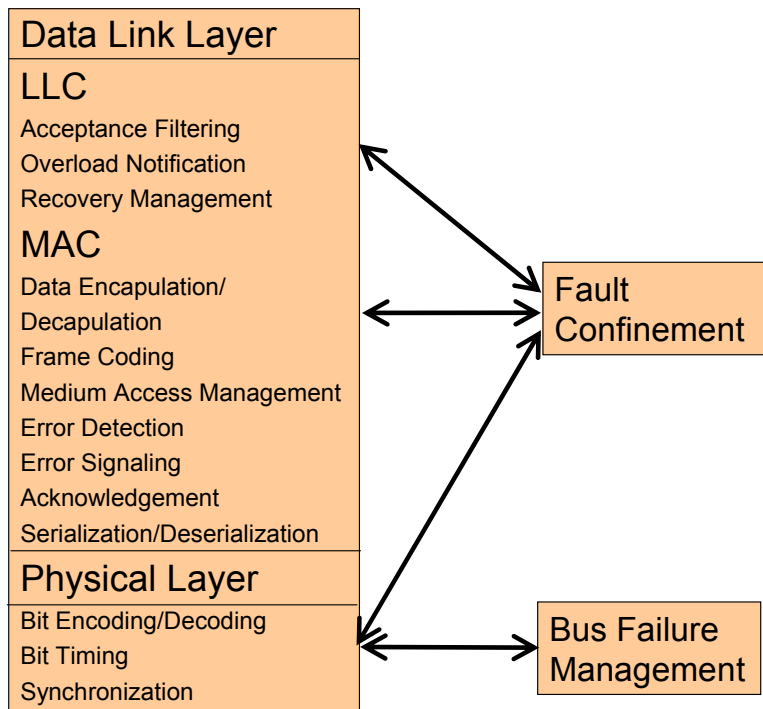 Data Link Layer
LLC
Acceptance Filtering
Overload Notification
Recovery Management
MAC
Data Encapulation/
Decapulation
Frame Coding
Medium Access Management
Error Detection
Error Signaling
Acknowledgement
Serialization/Deserialization
Physical Layer
Bit Encoding/Decoding
Bit Timing
Synchronization
Fault
Confinement
Bus Failure
Management